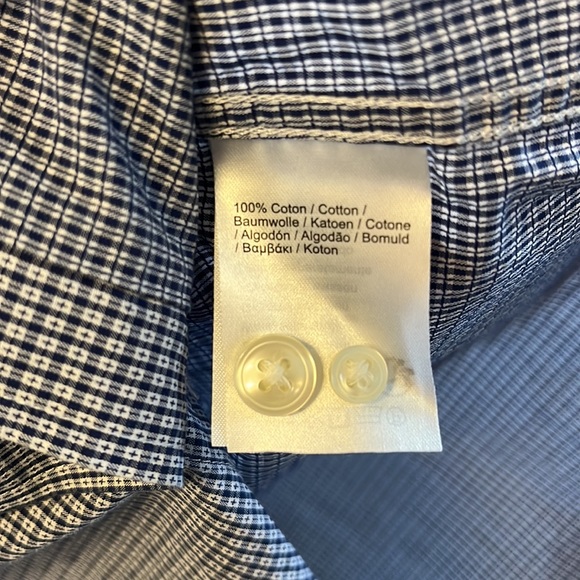 100% Coton / Cotton /
Baumwolle / Katoen / Cotone
/ Algodón / Algodão / Bomuld
/ Βαμβάκι / Koton